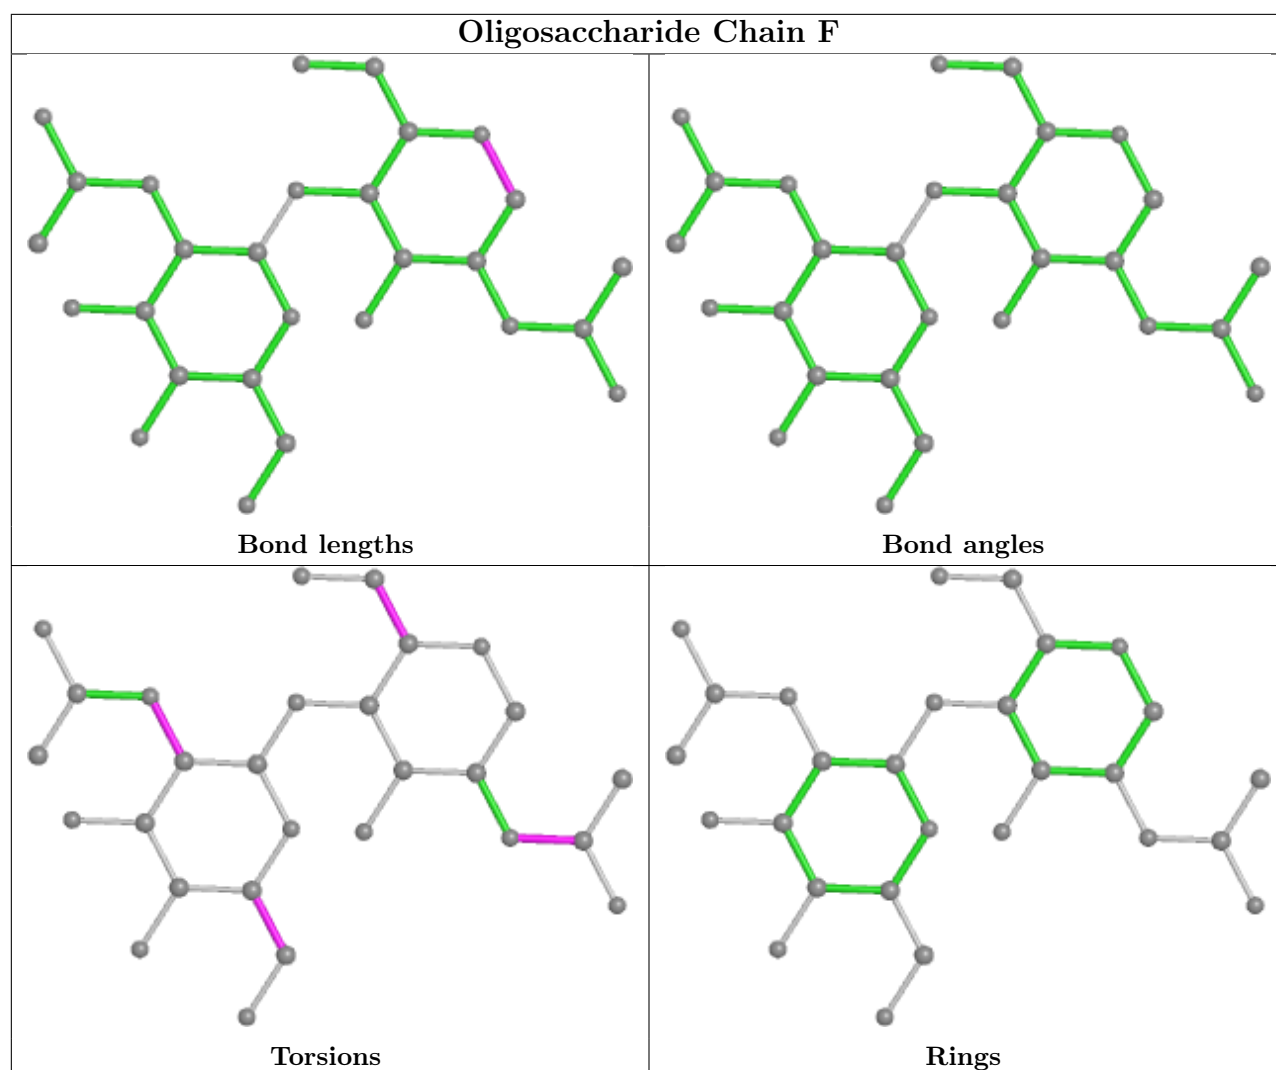 Oligosaccharide Chain F
Bond lengths
Bond angles
Torsions
Rings